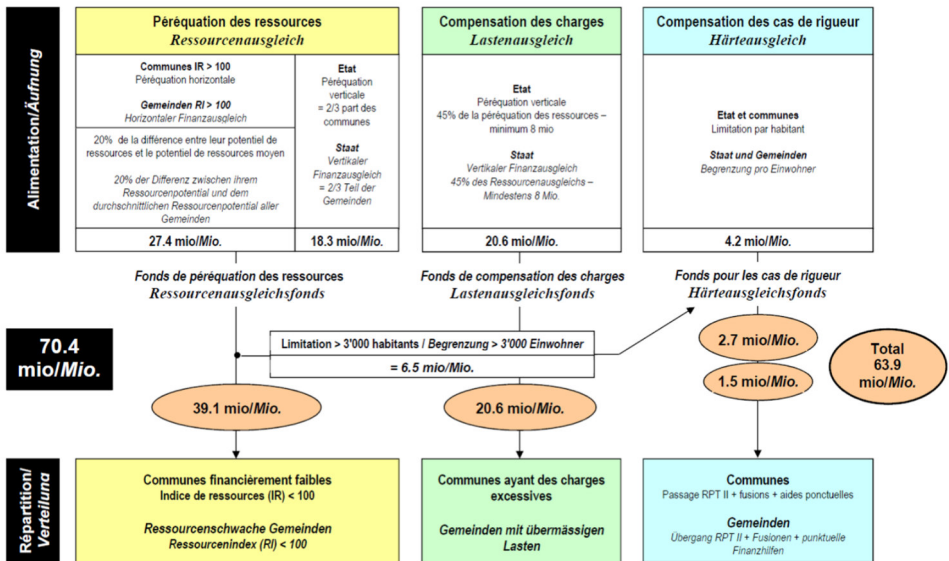 Alimentation/Äufnung
Péréquation des ressources
Ressourcenausgleich
Communes IR > 100
Péréquation horizontale
Gemeinden RI > 100
Horizontaler Finanzausgleich
20% de la différence entre leur potentiel de
ressources et le potentiel de ressources moyen
20% der Differenz zwischen ihrem
Ressourcenpotential und dem
durchschnittlichen Ressourcenpotential aller
Gemeinden
27.4 mio/Mio.
Etat
Péréquation
verticale
= 2/3 part des
communes
Staat
Vertikaler
Finanzausgleich
= 2/3 Teil der
Gemeinden
18.3 mio/Mio.
Compensation des charges
Lastenausgleich
Etat
Péréquation verticale
45% de la péréquation des ressources –
minimum 8 mio
Staat
Vertikaler Finanzausgleich
45% des Ressourcenausgleichs –
Mindestens 8 Mio.
20.6 mio/Mio.
Compensation des cas de rigueur
Härteausgleich
Etat et communes
Limitation par habitant
Staat und Gemeinden
Begrenzung pro Einwohner
4.2 mio/Mio.
Fonds de péréquation des ressources
Ressourcenausgleichsfonds
Fonds de compensation des charges
Lastenausgleichsfonds
Fonds pour les cas de rigueur
Härteausgleichsfonds
70.4
mio/Mio.
Limitation > 3'000 habitants / Begrenzung > 3'000 Einwohner
= 6.5 mio/Mio.
2.7 mio/Mio.
1.5 mio/Mio.
Total
63.9
mio/Mio.
39.1 mio/Mio.
20.6 mio/Mio.
Répartition/
Verteilung
Communes financièrement faibles
Indice de ressources (IR) < 100
Ressourcenschwache Gemeinden
Ressourcenindex (RI) < 100
Communes ayant des charges
excessives
Gemeinden mit übermässigen
Lasten
Communes
Passage RPT II + fusions + aides ponctuelles
Gemeinden
Übergang RPT II + Fusionen + punktuelle
Finanzhilfen